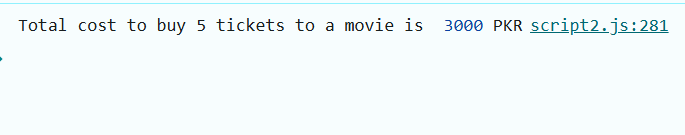 Total cost to buy 5 tickets to a movie is  3000 PKR script2.js:281